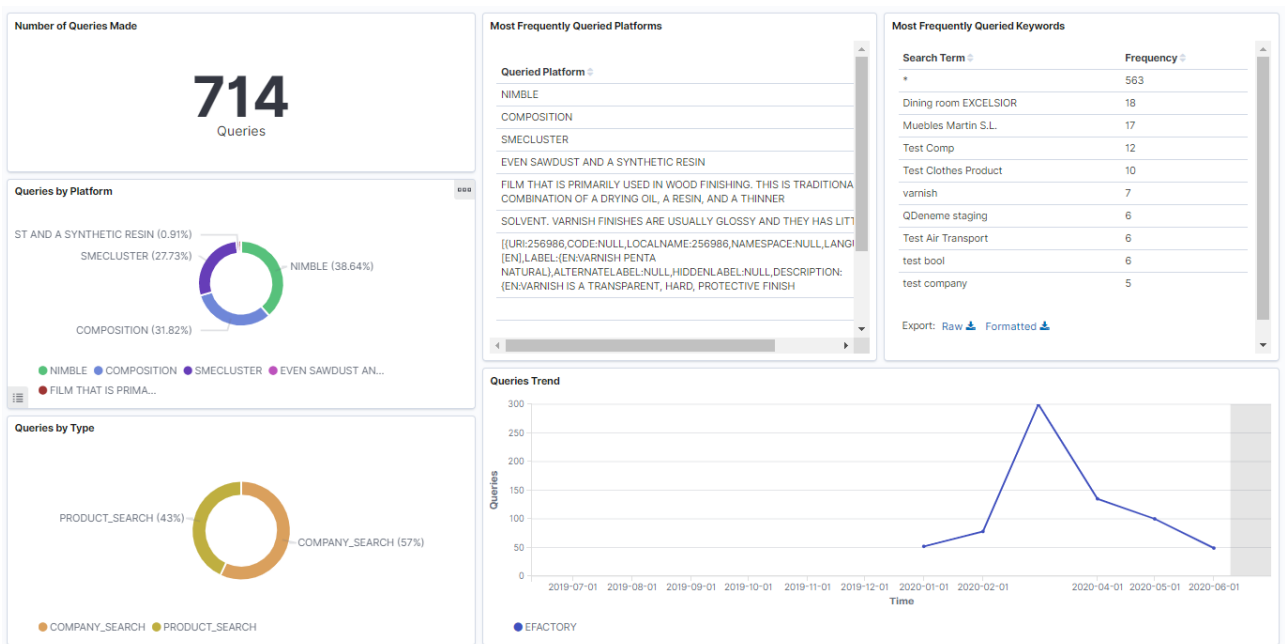 Number of Queries Made
714
Queries
Queries by Platform
ST AND A SYNTHETIC RESIN (0.91%)
SMECLUSTER (27.73%)
NIMBLE (38.64%)
COMPOSITION (31.82%)
NIMBLE COMPOSITION SMECLUSTER EVEN SAWDUST AN...
FILM THAT IS PRIMA...
Queries by Type
PRODUCT_SEARCH (43%)
COMPANY_SEARCH (57%)
COMPANY_SEARCH PRODUCT_SEARCH
Most Frequently Queried Platforms
Queried Platform
NIMBLE
COMPOSITION
SMECLUSTER
EVEN SAWDUST AND A SYNTHETIC RESIN
FILM THAT IS PRIMARILY USED IN WOOD FINISHING. THIS IS TRADITIONA
COMBINATION OF A DRYING OIL, A RESIN, AND A THINNER
SOLVENT. VARNISH FINISHES ARE USUALLY GLOSSY AND THEY HAS LITT
[{URI:256986,CODE:NULL,LOCALNAME:256986,NAMESPACE:NULL,LANGU
[EN],LABEL:{EN:VARNISH PENTA
NATURAL},ALTERNATELABEL:NULL,HIDDENLABEL:NULL,DESCRIPTION:
{EN:VARNISH IS A TRANSPARENT, HARD, PROTECTIVE FINISH
Most Frequently Queried Keywords
Search Term Frequency
* 563
Dining room EXCELSIOR 18
Muebles Martin S.L. 17
Test Comp 12
Test Clothes Product 10
varnish 7
QDeneme staging 6
Test Air Transport 6
test bool 6
test company 5
Export: Raw Formatted
Queries Trend
300
250
200
150
100
50
0
Queries
2019-07-01 2019-08-01 2019-09-01 2019-10-01 2019-11-01 2019-12-01 2020-01-01 2020-02-01 2020-04-01 2020-05-01 2020-06-01
Time
EFACTORY